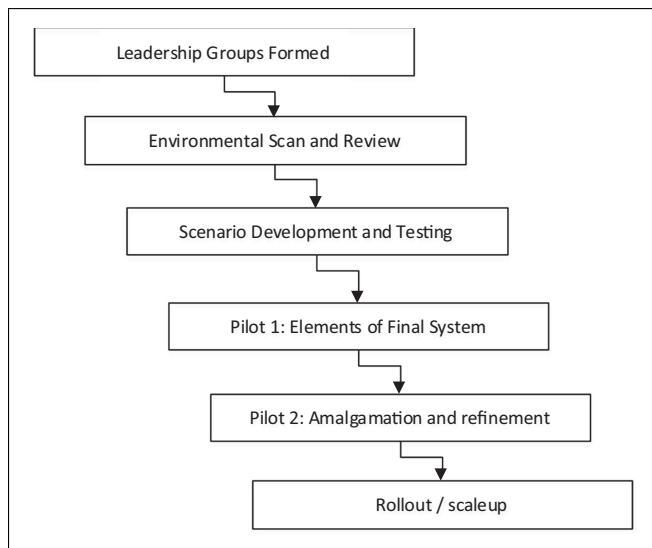 Leadership Groups Formed
Environmental Scan and Review
Scenario Development and Testing
Pilot 1: Elements of Final System
Pilot 2: Amalgamation and refinement
Rollout / scaleup